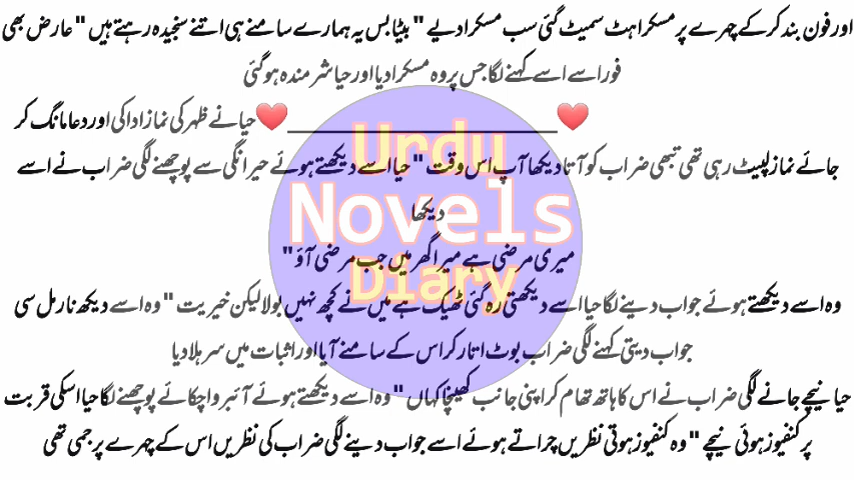 اور فون بند کر کے چہرے پر مسکراہٹ سمیٹ گئی سب مسکرا دیے " بیٹا بس یہ ہمارے سامنے ہی اتنے سنجیدہ رہتے ہیں " عارض بھی
فورا سے اسے کہنے لگا جس پر وہ مسکرا دیا اور حیا شرمندہ ہو گئی
❤️__________________________❤️حیا نے ظہر کی نماز ادا کی اور دعا مانگ کر
جائے نماز لپیٹ رہی تھی تبھی ضراب کو آتا دیکھا آپ اس وقت " حیا اسے دیکھتے ہوئے حیرانگی سے پوچھنے لگی ضراب نے اسے
دیکھا
میری مرضی ہے میرا گھر میں جب مرضی آؤ "
وہ اسے دیکھتے ہوئے جواب دینے لگا حیا اسے دیکھتی رہ گئی ٹھیک ہے میں نے کچھ نہیں بولا لیکن خیریت " وہ اسے دیکھ نارمل سی
جواب دیتی کہنے لگی ضراب بوٹ اتار کر اس کے سامنے آیا اور اثبات میں سر ہلا دیا
حیا نیچے جانے لگی ضراب نے اس کا ہاتھ تھام کر اپنی جانب کھینچا کہاں " وہ اسے دیکھتے ہوئے آئبرو اچکائے پوچھنے لگا حیا اسکی قربت
پر کنفیوز ہوئی نیچے " وہ کنفیوز ہوتی نظریں چراتے ہوئے اسے جواب دینے لگی ضراب کی نظریں اس کے چہرے پر جمی تھی
Urdu
Novels
Diary